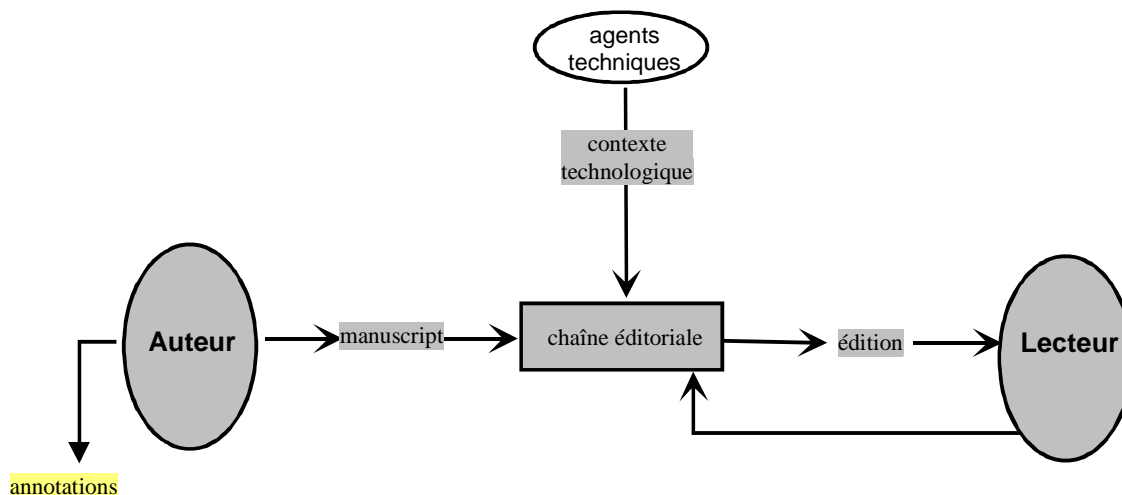 agents
techniques
contexte
technologique
Auteur
manuscript
chaîne éditoriale
édition
Lecteur
annotations